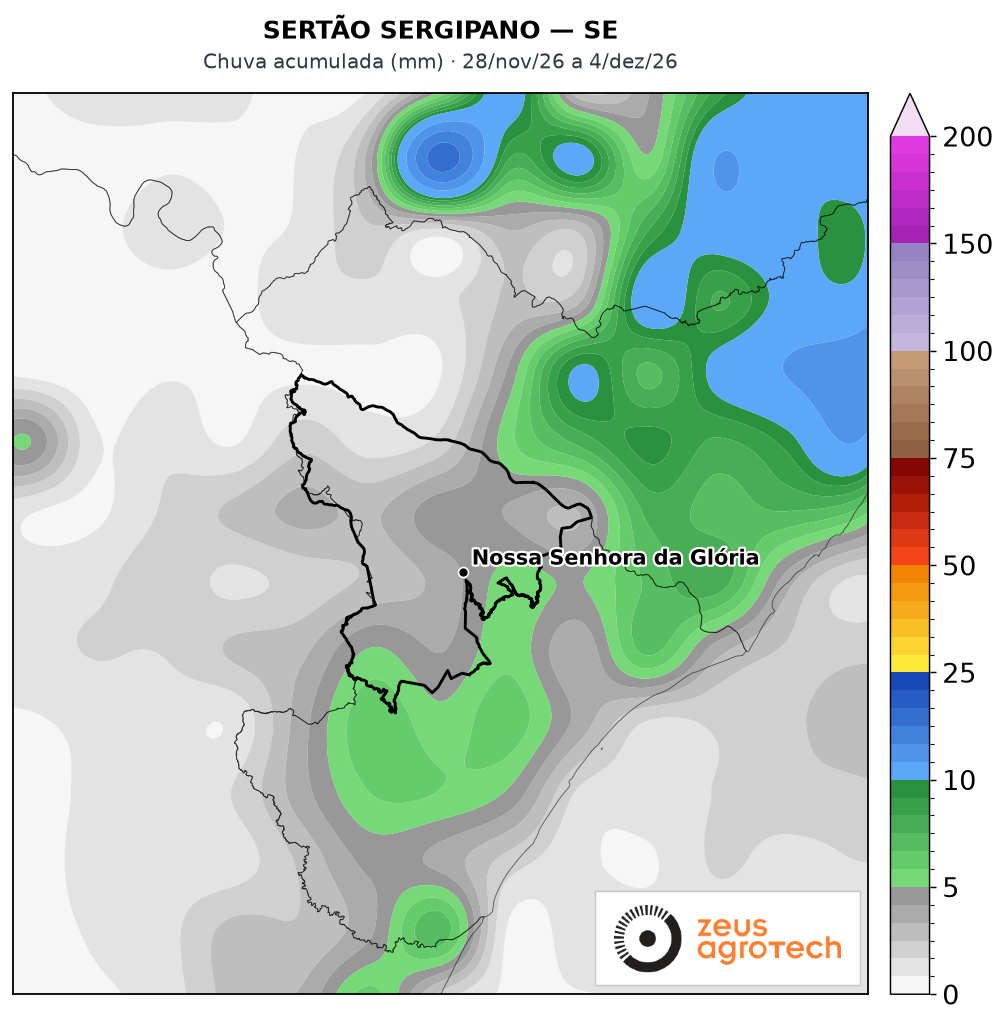 SERTÃO SERGIPANO — SE
Chuva acumulada (mm) · 28/nov/26 a 4/dez/26
200
150
100
75
50
25
10
5
0
Nossa Senhora da Glória
zeus
agrotech